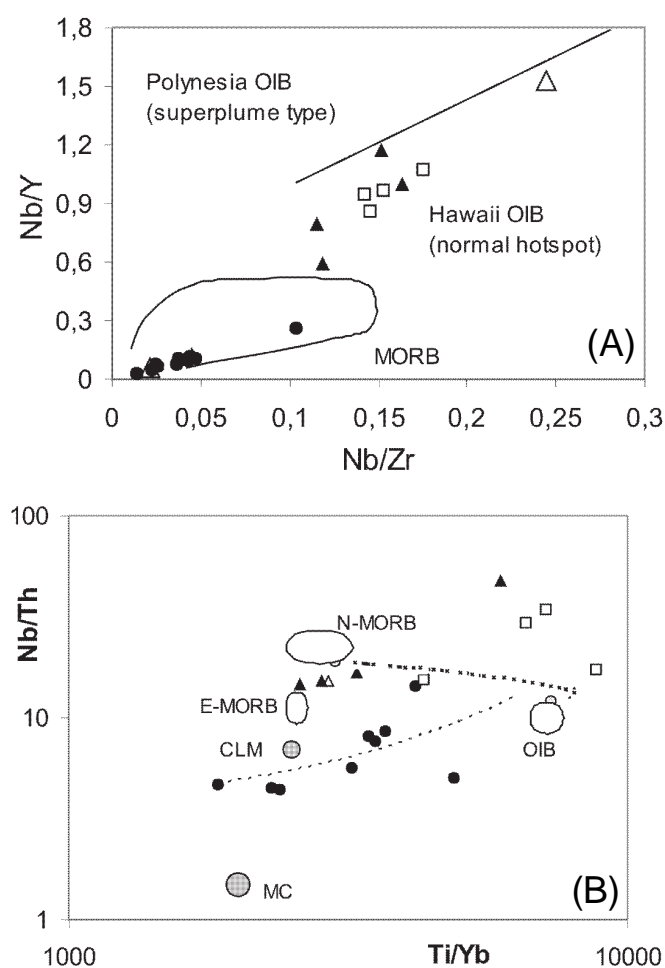 1,8
1,5
1,2
0,9
0,6
0,3
0
Nb/Y
Polynesia OIB
(superplume type)
Hawaii OIB
(normal hotspot)
MORB
(A)
0 0,05 0,1 0,15 0,2 0,25 0,3
Nb/Zr
100
10
1
Nb/Th
N-MORB
E-MORB
CLM
OIB
MC
(B)
1000 Ti/Yb 10000